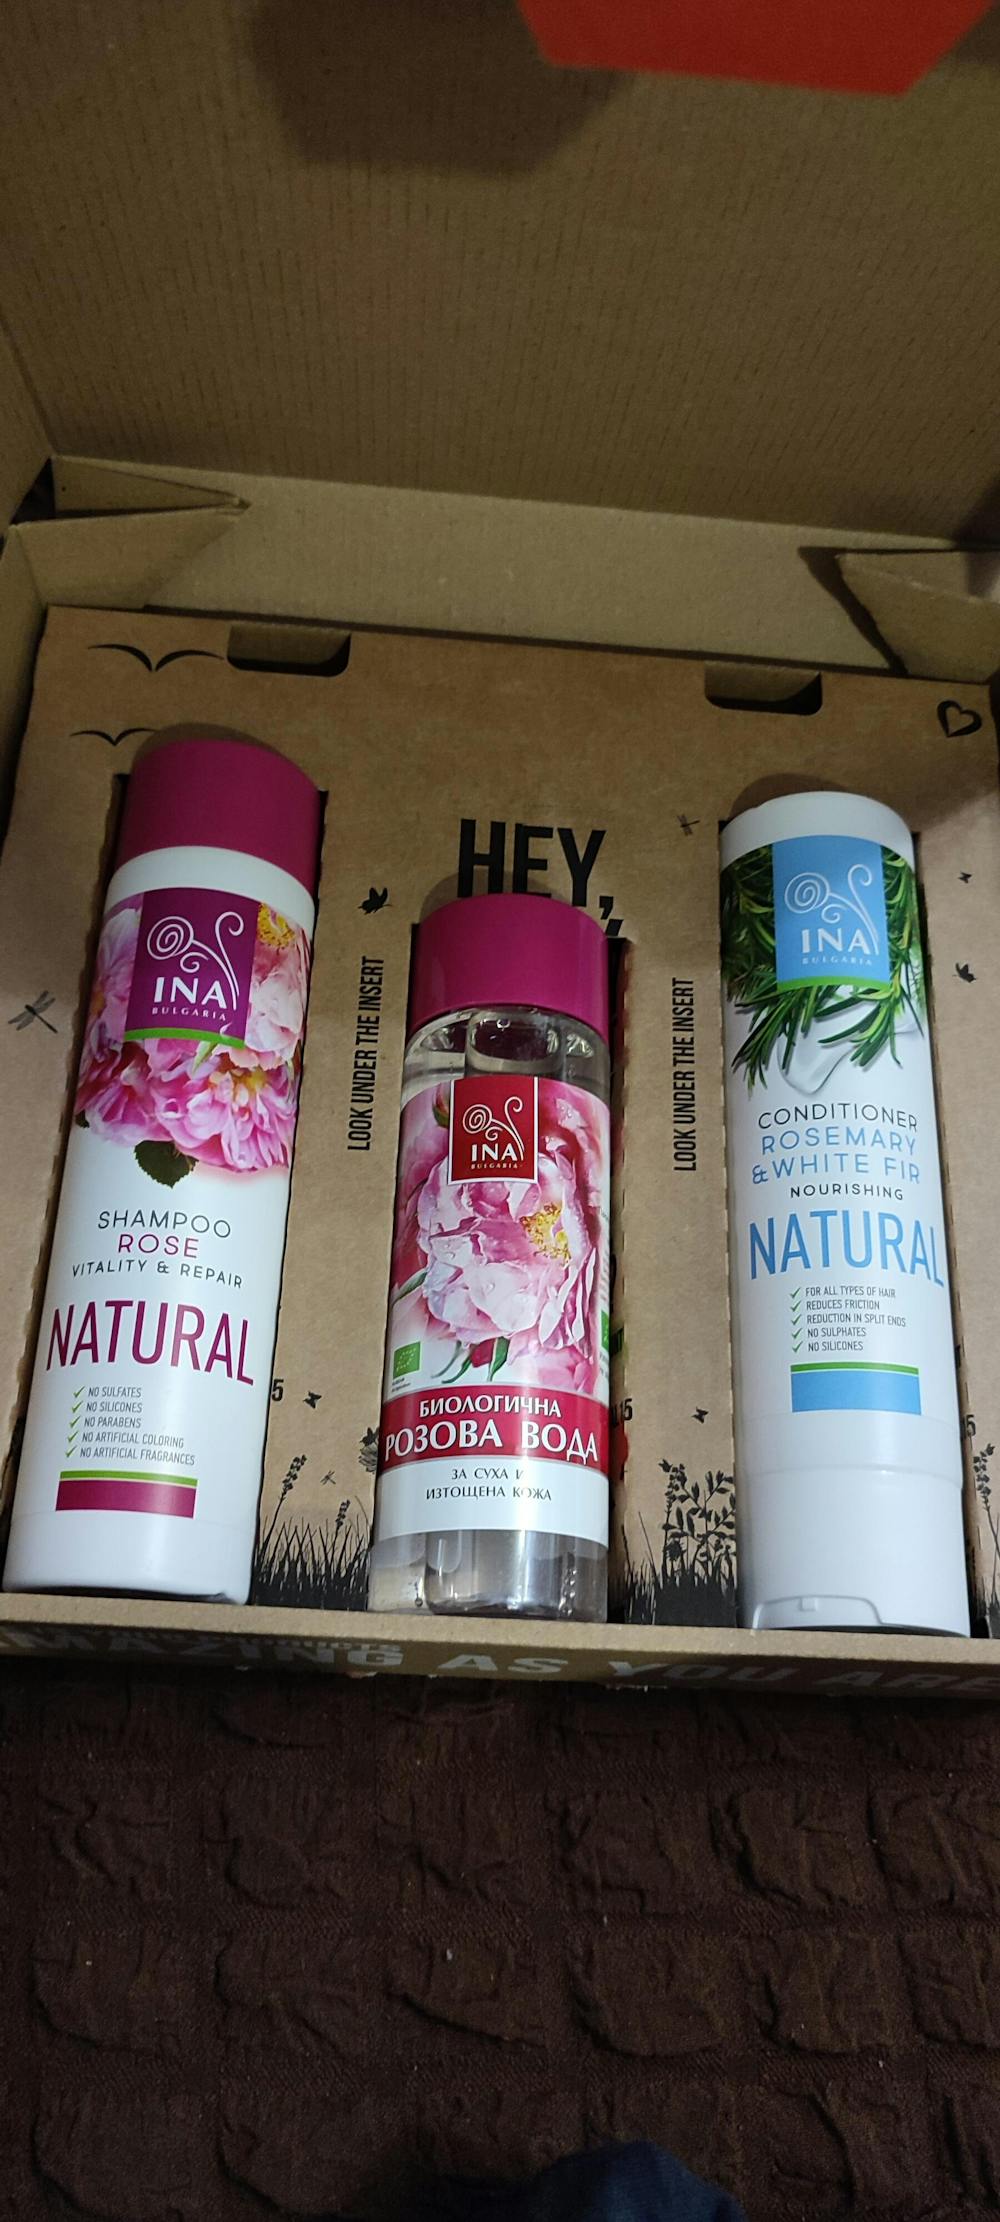 HEY,
LOOK UNDER THE INSERT
LOOK UNDER THE INSERT
INA
BULGARIA
SHAMPOO
ROSE
VITALITY & REPAIR
NATURAL
NO SULFATES
NO SILICONES
NO PARABENS
NO ARTIFICIAL COLORING
NO ARTIFICIAL FRAGRANCES
INA
BULGARIA
БИОЛОГИЧНА
РОЗОВА ВОДА
ЗА СУХА И
ИЗТОЩЕНА КОЖА
INA
BULGARIA
CONDITIONER
ROSEMARY
& WHITE FIR
NOURISHING
NATURAL
FOR ALL TYPES OF HAIR
REDUCES FRICTION
REDUCTION IN SPLIT ENDS
NO SULPHATES
NO SILICONES
PRODUCTS
AMAZING AS YOU ARE